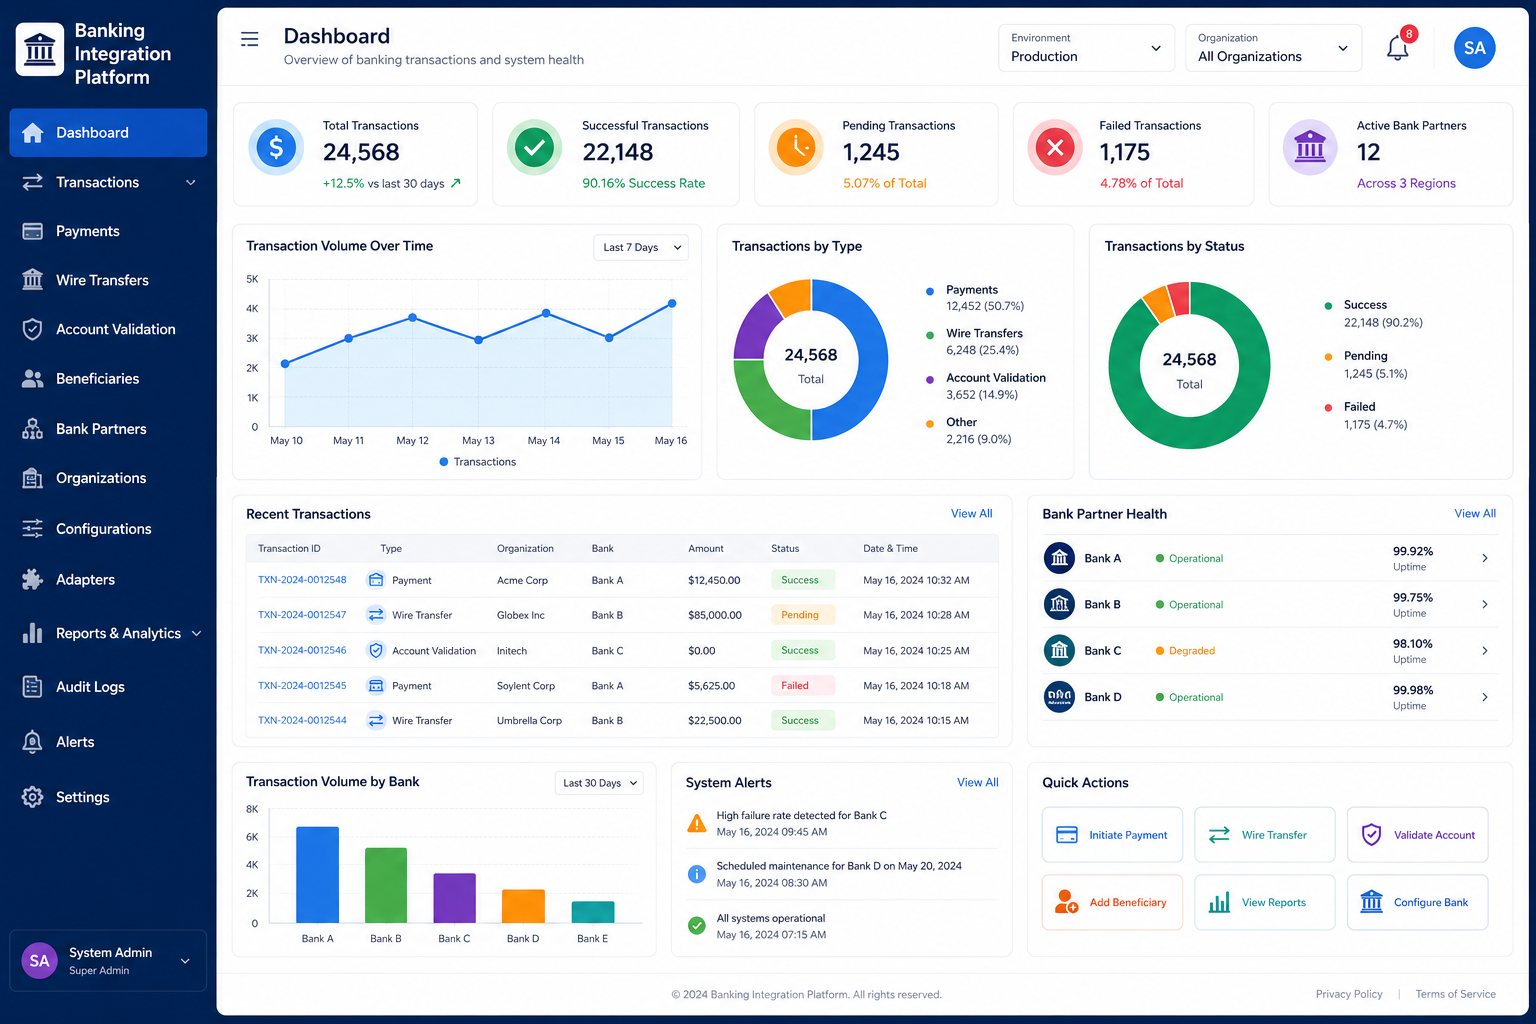 Banking
Integration
Platform
Dashboard
Transactions
Payments
Wire Transfers
Account Validation
Beneficiaries
Bank Partners
Organizations
Configurations
Adapters
Reports & Analytics
Audit Logs
Alerts
Settings
SA
System Admin
Super Admin
Dashboard
Overview of banking transactions and system health
Environment
Production
Organization
All Organizations
8
SA
Total Transactions
24,568
+12.5% vs last 30 days
Successful Transactions
22,148
90.16% Success Rate
Pending Transactions
1,245
5.07% of Total
Failed Transactions
1,175
4.78% of Total
Active Bank Partners
12
Across 3 Regions
Transaction Volume Over Time
Last 7 Days
5K
4K
3K
2K
1K
0
May 10 May 11 May 12 May 13 May 14 May 15 May 16
Transactions
Transactions by Type
24,568
Total
Payments
12,452 (50.7%)
Wire Transfers
6,248 (25.4%)
Account Validation
3,652 (14.9%)
Other
2,216 (9.0%)
Transactions by Status
24,568
Total
Success
22,148 (90.2%)
Pending
1,245 (5.1%)
Failed
1,175 (4.7%)
Recent Transactions
View All
Transaction ID Type Organization Bank Amount Status Date & Time
TXN-2024-0012548 Payment Acme Corp Bank A $12,450.00 Success May 16, 2024 10:32 AM
TXN-2024-0012547 Wire Transfer Globex Inc Bank B $85,000.00 Pending May 16, 2024 10:28 AM
TXN-2024-0012546 Account Validation Initech Bank C $0.00 Success May 16, 2024 10:25 AM
TXN-2024-0012545 Payment Soylent Corp Bank A $5,625.00 Failed May 16, 2024 10:18 AM
TXN-2024-0012544 Wire Transfer Umbrella Corp Bank B $22,500.00 Success May 16, 2024 10:15 AM
Bank Partner Health
View All
Bank A Operational 99.92%
Uptime
Bank B Operational 99.75%
Uptime
Bank C Degraded 98.10%
Uptime
Bank D Operational 99.98%
Uptime
Transaction Volume by Bank
Last 30 Days
8K
6K
4K
2K
0
Bank A Bank B Bank C Bank D Bank E
System Alerts
View All
High failure rate detected for Bank C
May 16, 2024 09:45 AM
Scheduled maintenance for Bank D on May 20, 2024
May 16, 2024 08:30 AM
All systems operational
May 16, 2024 07:15 AM
Quick Actions
Initiate Payment
Wire Transfer
Validate Account
Add Beneficiary
View Reports
Configure Bank
© 2024 Banking Integration Platform. All rights reserved.
Privacy Policy | Terms of Service